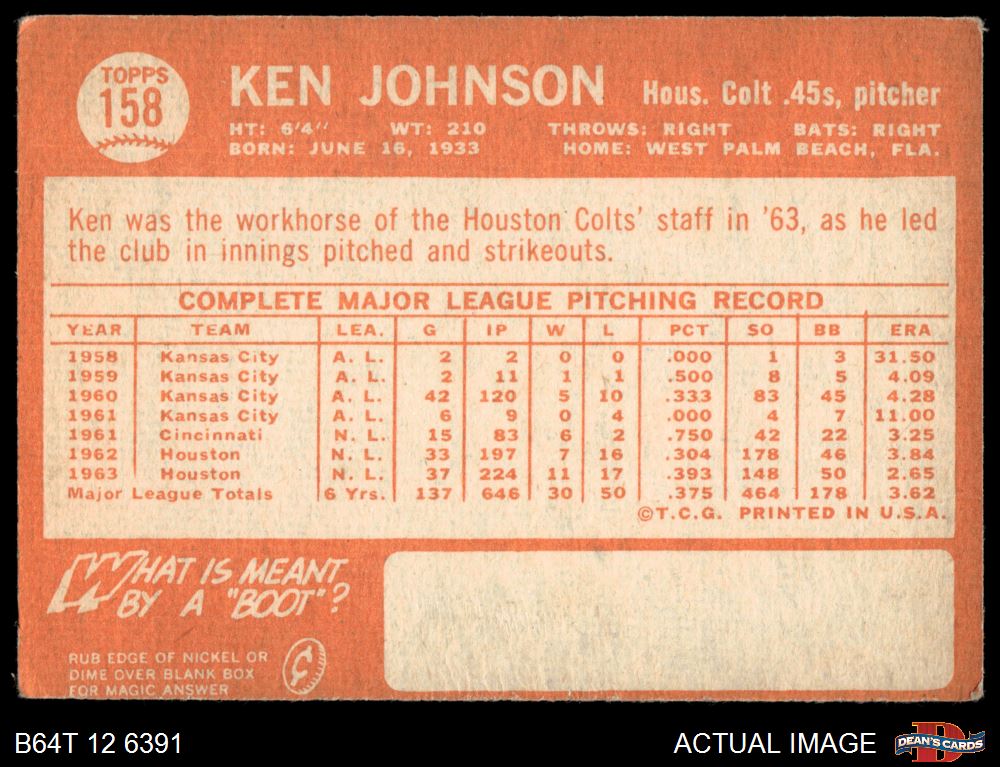 TOPPS
158
KEN JOHNSON Hous. Colt .45s, pitcher
HT: 6'4" WT: 210 THROWS: RIGHT BATS: RIGHT
BORN: JUNE 16, 1933 HOME: WEST PALM BEACH, FLA.
Ken was the workhorse of the Houston Colts' staff in '63, as he led
the club in innings pitched and strikeouts.
COMPLETE MAJOR LEAGUE PITCHING RECORD
YEAR TEAM LEA. G IP W L PCT SO BB ERA
1958 Kansas City A. L. 2 2 0 0 .000 1 3 31.50
1959 Kansas City A. L. 2 11 1 1 .500 8 5 4.09
1960 Kansas City A. L. 42 120 5 10 .333 83 45 4.28
1961 Kansas City A. L. 6 9 0 4 .000 4 7 11.00
1961 Cincinnati N. L. 15 83 6 2 .750 42 22 3.25
1962 Houston N. L. 33 197 7 16 .304 178 46 3.84
1963 Houston N. L. 37 224 11 17 .393 148 50 2.65
Major League Totals 6 Yrs. 137 646 30 50 .375 464 178 3.62
©T.C.G. PRINTED IN U.S.A.
WHAT IS MEANT
BY A "BOOT"?
RUB EDGE OF NICKEL OR
DIME OVER BLANK BOX
FOR MAGIC ANSWER
B64T 12 6391 ACTUAL IMAGE DEAN'S CARDS